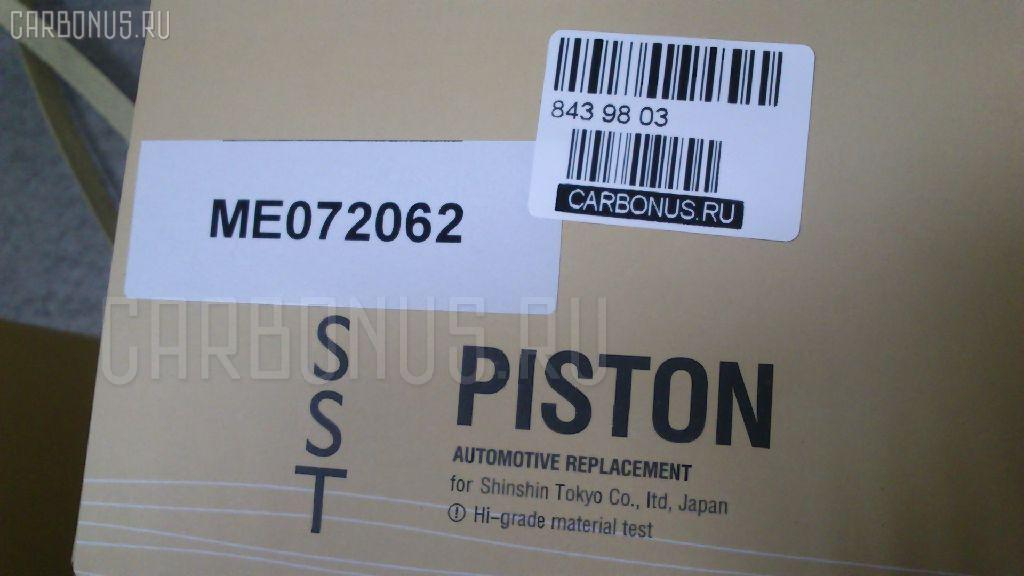 CARBONUS.RU
843 98 03
CARBONUS.RU
ME072062
CARBONUS.RU
SST
PISTON
AUTOMOTIVE REPLACEMENT
for Shinshin Tokyo Co., ltd, Japan
! Hi-grade material test